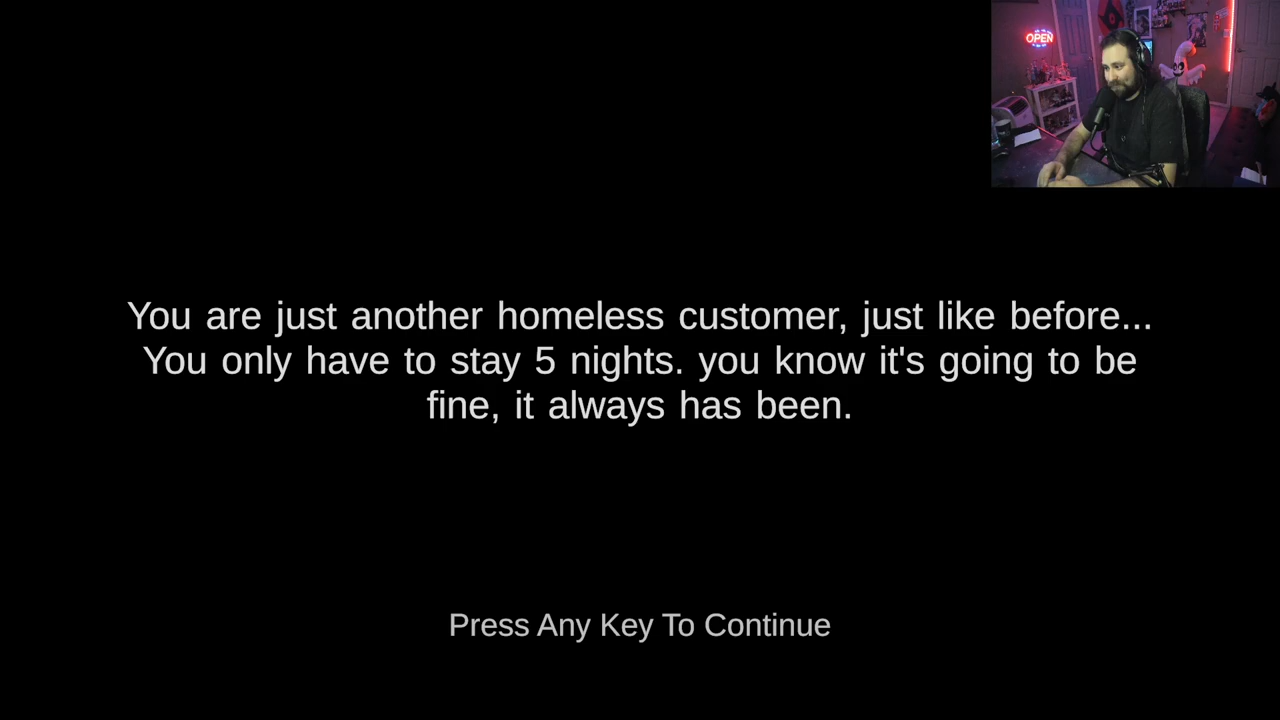 OPEN
You are just another homeless customer, just like before...
You only have to stay 5 nights. you know it's going to be
fine, it always has been.
Press Any Key To Continue